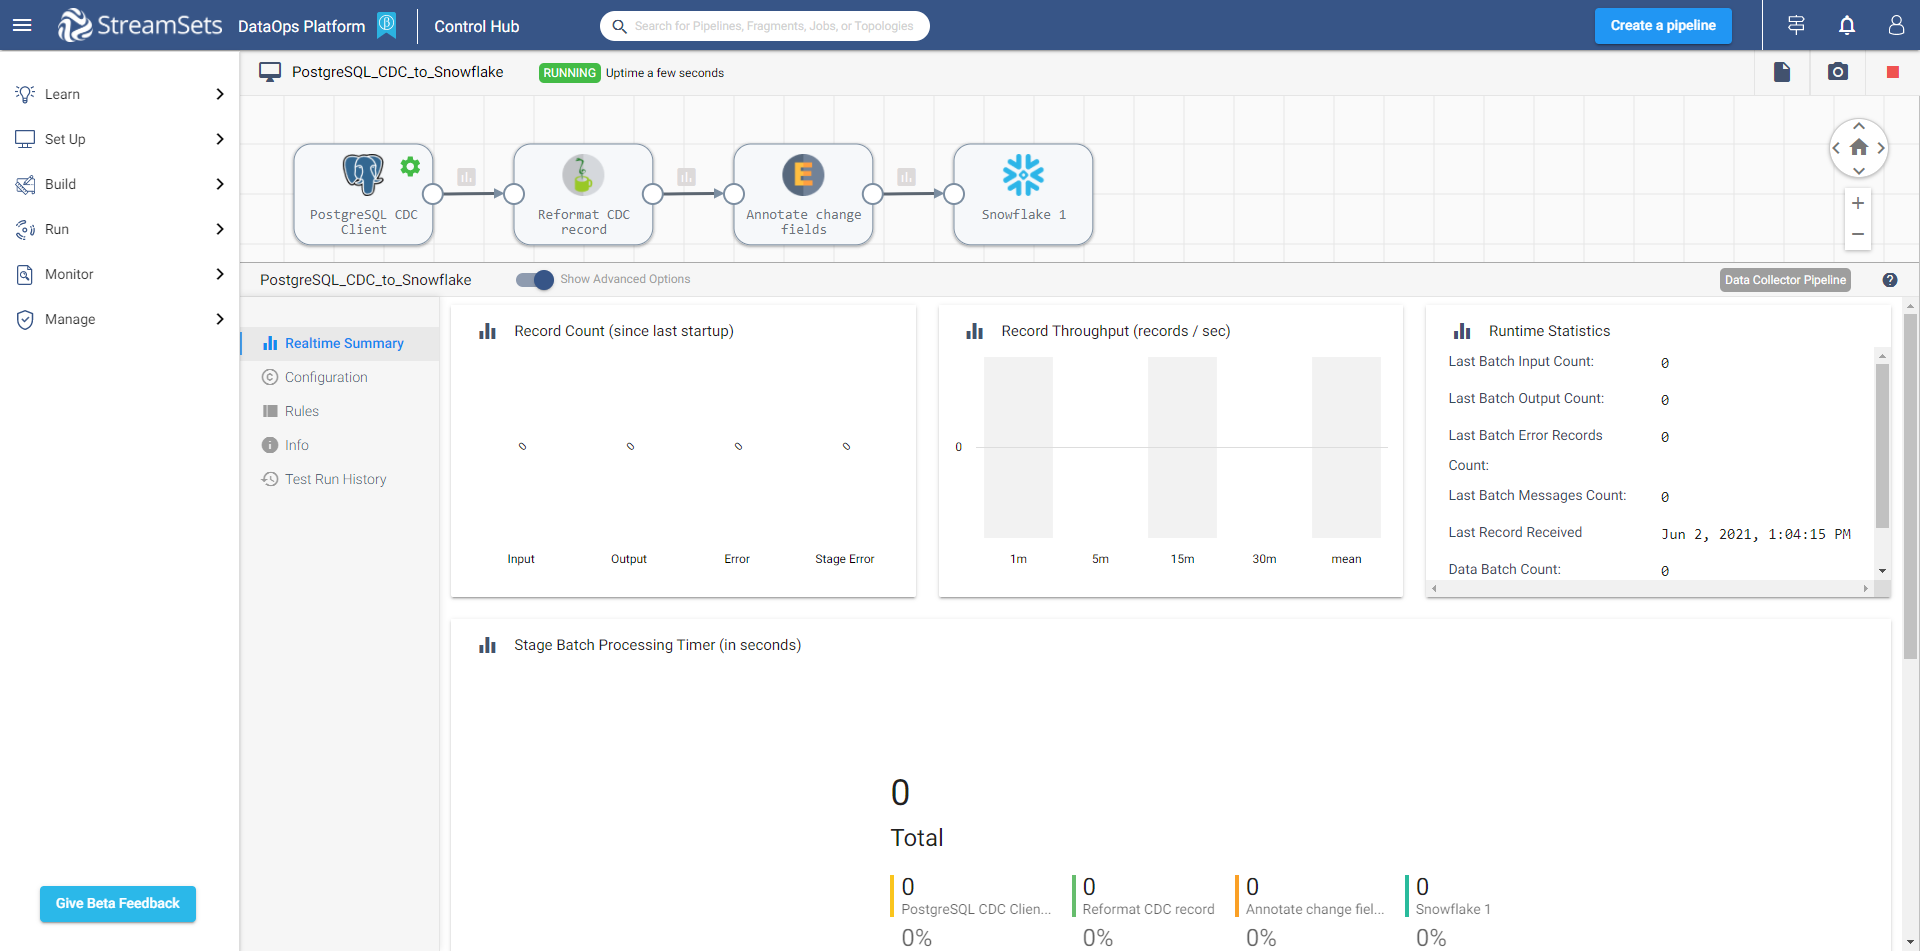 StreamSets DataOps Platform β Control Hub
Search for Pipelines, Fragments, Jobs, or Topologies
Create a pipeline
Learn
Set Up
Build
Run
Monitor
Manage
Give Beta Feedback
PostgreSQL_CDC_to_Snowflake RUNNING Uptime a few seconds
PostgreSQL CDC
Client
Reformat CDC
record
E
Annotate change
fields
Snowflake 1
PostgreSQL_CDC_to_Snowflake Show Advanced Options Data Collector Pipeline ?
Realtime Summary
Configuration
Rules
Info
Test Run History
Record Count (since last startup)
0 0 0 0
Input Output Error Stage Error
Record Throughput (records / sec)
0
1m 5m 15m 30m mean
Runtime Statistics
Last Batch Input Count: 0
Last Batch Output Count: 0
Last Batch Error Records 0
Count:
Last Batch Messages Count: 0
Last Record Received Jun 2, 2021, 1:04:15 PM
Data Batch Count: 0
Stage Batch Processing Timer (in seconds)
0
Total
0 0 0 0
PostgreSQL CDC Clien... Reformat CDC record Annotate change fiel... Snowflake 1
0% 0% 0% 0%